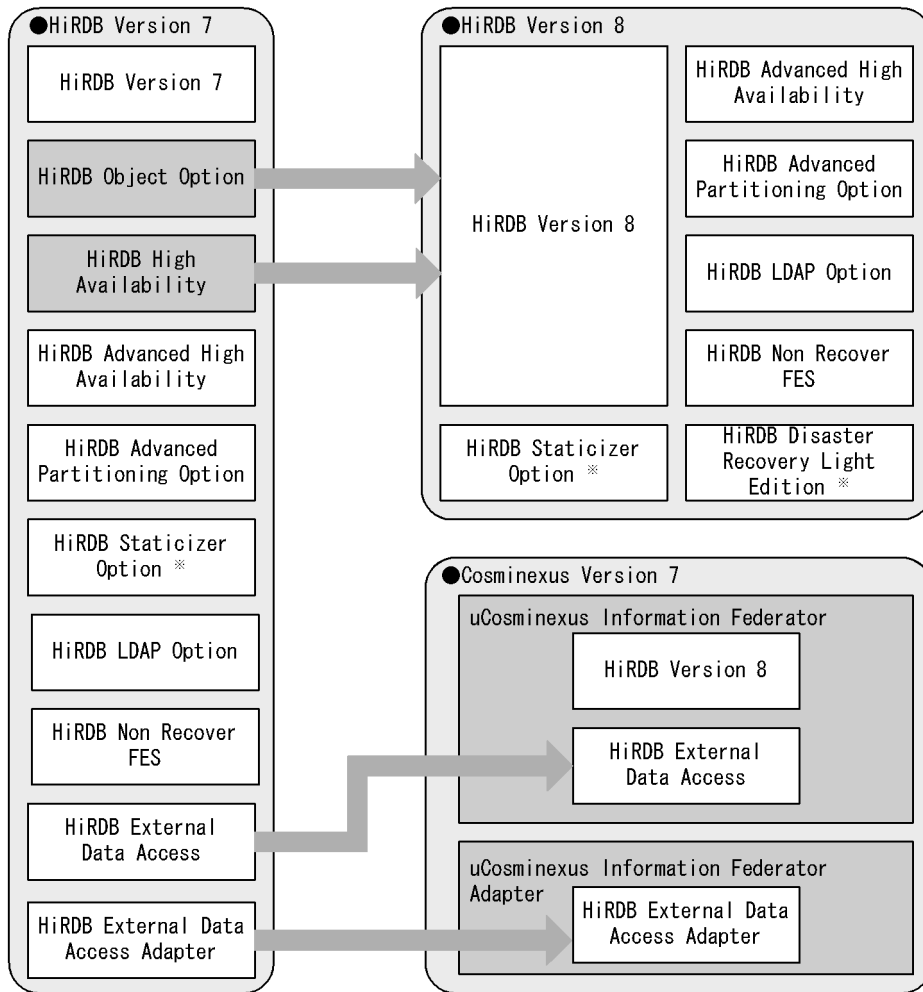 ●HiRDB Version 7
HiRDB Version 7
HiRDB Object Option
HiRDB High
Availability
HiRDB Advanced High
Availability
HiRDB Advanced
Partitioning Option
HiRDB Staticizer
Option ※
HiRDB LDAP Option
HiRDB Non Recover
FES
HiRDB External
Data Access
HiRDB External Data
Access Adapter
●HiRDB Version 8
HiRDB Version 8
HiRDB Advanced High
Availability
HiRDB Advanced
Partitioning Option
HiRDB LDAP Option
HiRDB Non Recover
FES
HiRDB Staticizer
Option ※
HiRDB Disaster
Recovery Light
Edition ※
●Cosminexus Version 7
uCosminexus Information Federator
HiRDB Version 8
HiRDB External
Data Access
uCosminexus Information Federator
Adapter
HiRDB External Data
Access Adapter